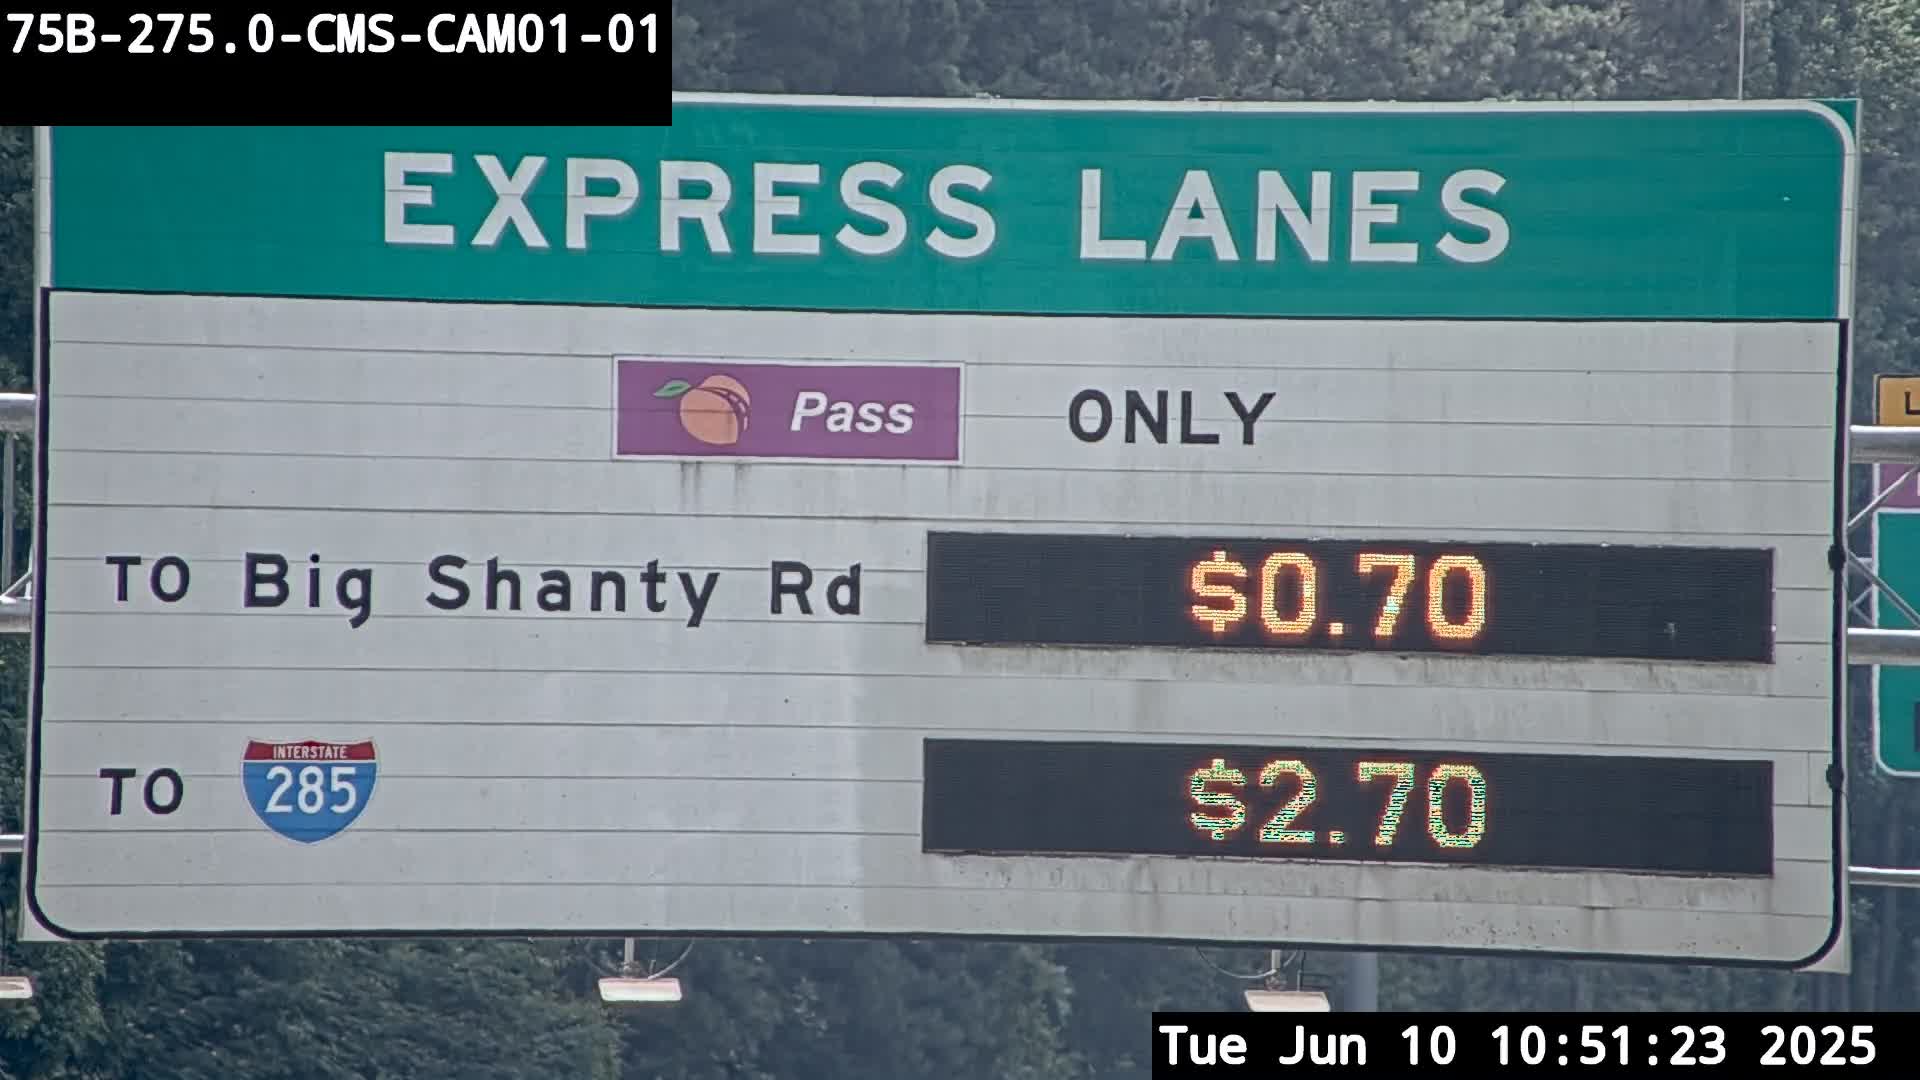 75B-275.0-CMS-CAM01-01
EXPRESS LANES
Pass ONLY
TO Big Shanty Rd $0.70
INTERSTATE
TO 285 $2.70
Tue Jun 10 10:51:23 2025